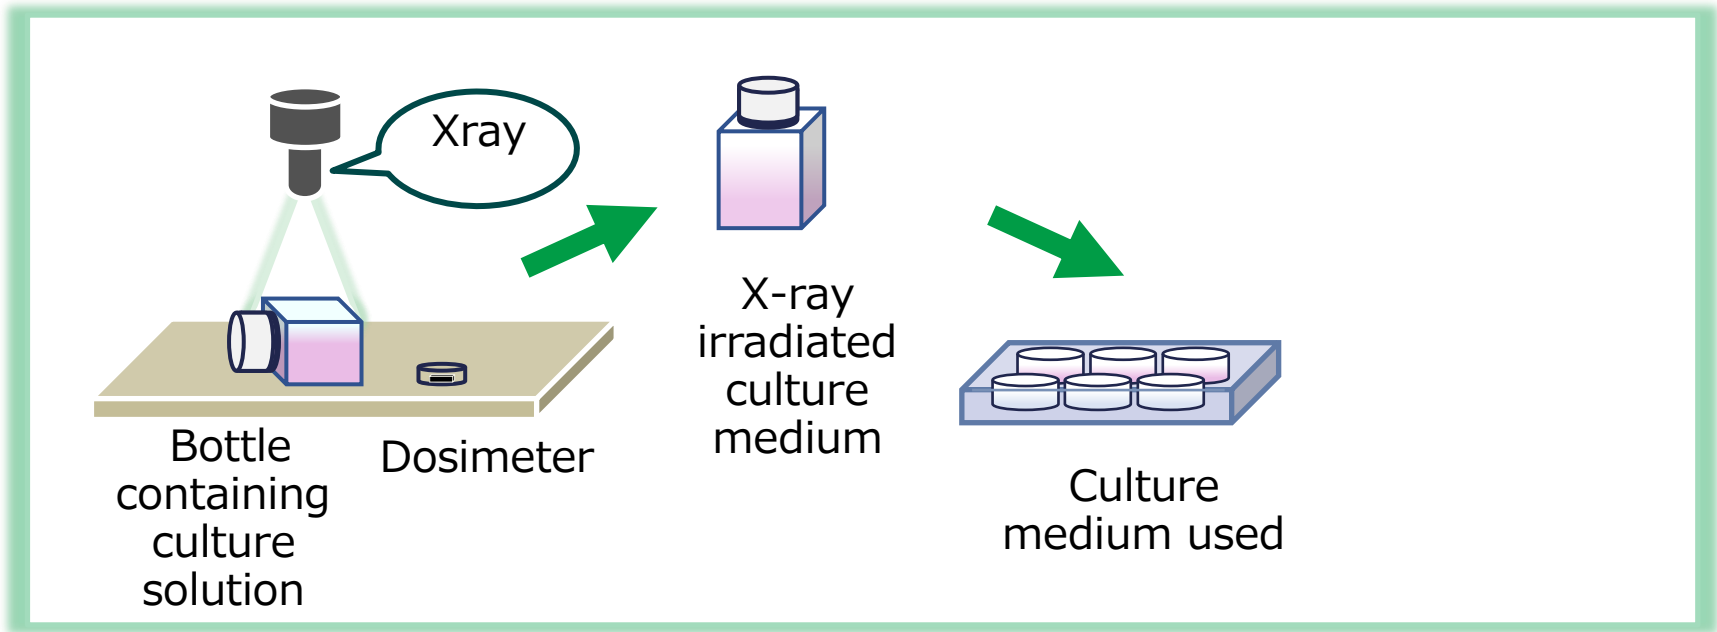 Xray
Bottle
containing
culture
solution
Dosimeter
X-ray
irradiated
culture
medium
Culture
medium used